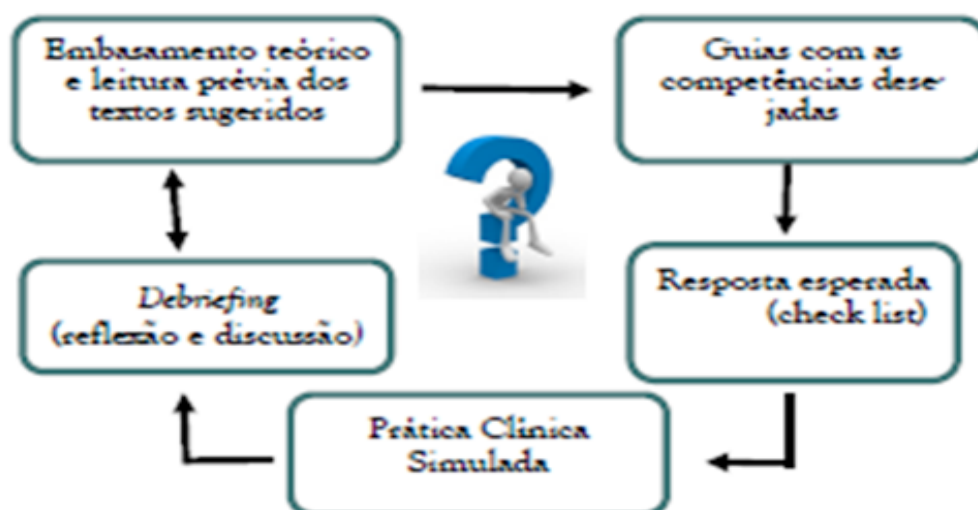 Embasamento teórico
e leitura prévia dos
textos sugeridos
Guias com as
competências dese-
jadas
Resposta esperada
(check list)
Prática Clínica
Simulada
Debriefing
(reflexão e discussão)